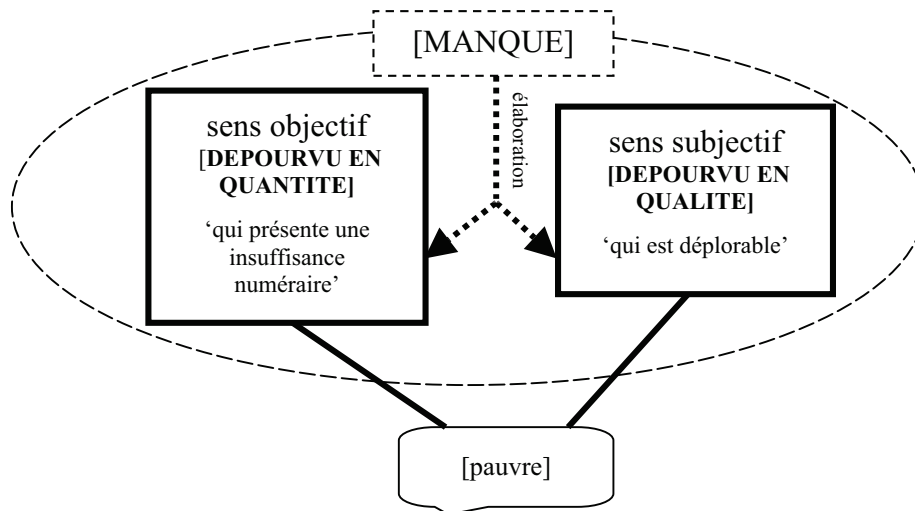 [MANQUE]
élaboration
sens objectif
[DEPOURVU EN
QUANTITE]
‘qui présente une
insuffisance
numéraire’
sens subjectif
[DEPOURVU EN
QUALITE]
‘qui est déplorable’
[pauvre]